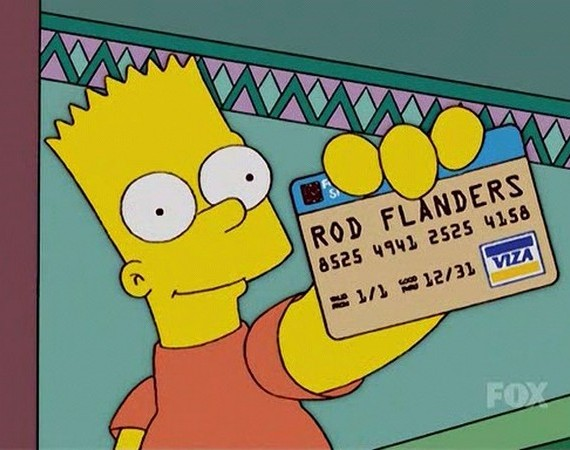 ROD FLANDERS
8525 4941 2525 4158
1/1 12/31
VIZA
FOX